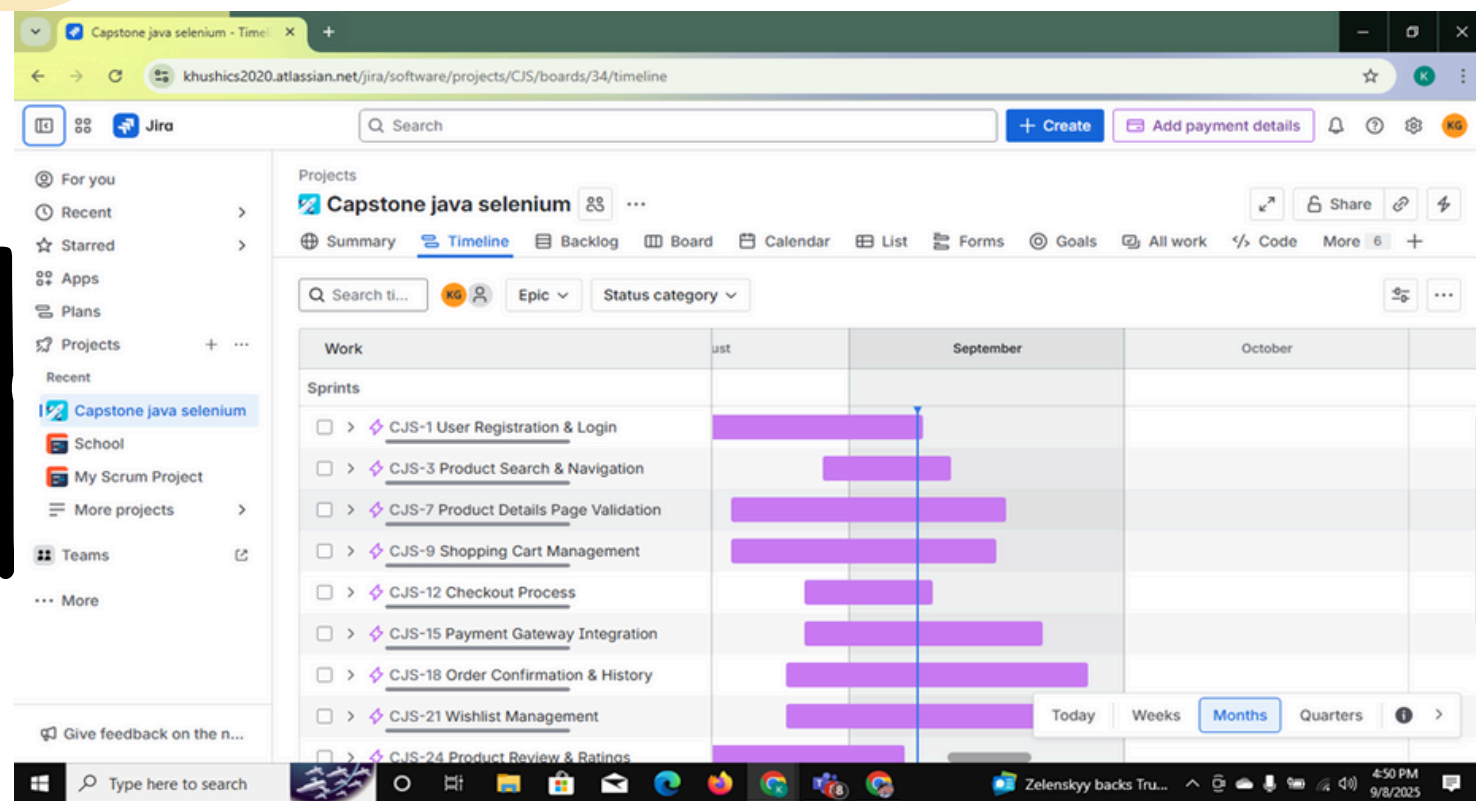 Capstone java selenium - Timel
khushics2020.atlassian.net/jira/software/projects/CJS/boards/34/timeline
K
Jira
Search
+ Create
Add payment details
KG
For you
Recent
Starred
Apps
Plans
Projects
Recent
Capstone java selenium
School
My Scrum Project
More projects
Teams
More
Give feedback on the n...
Projects
Capstone java selenium
Share
Summary Timeline Backlog Board Calendar List Forms Goals All work Code More 6
Search ti...
KG
Epic
Status category
Work
ust September October
Sprints
CJS-1 User Registration & Login
CJS-3 Product Search & Navigation
CJS-7 Product Details Page Validation
CJS-9 Shopping Cart Management
CJS-12 Checkout Process
CJS-15 Payment Gateway Integration
CJS-18 Order Confirmation & History
CJS-21 Wishlist Management
CJS-24 Product Review & Ratings
Today Weeks Months Quarters
Type here to search
Zelenskyy backs Tru...
4:50 PM
9/8/2025